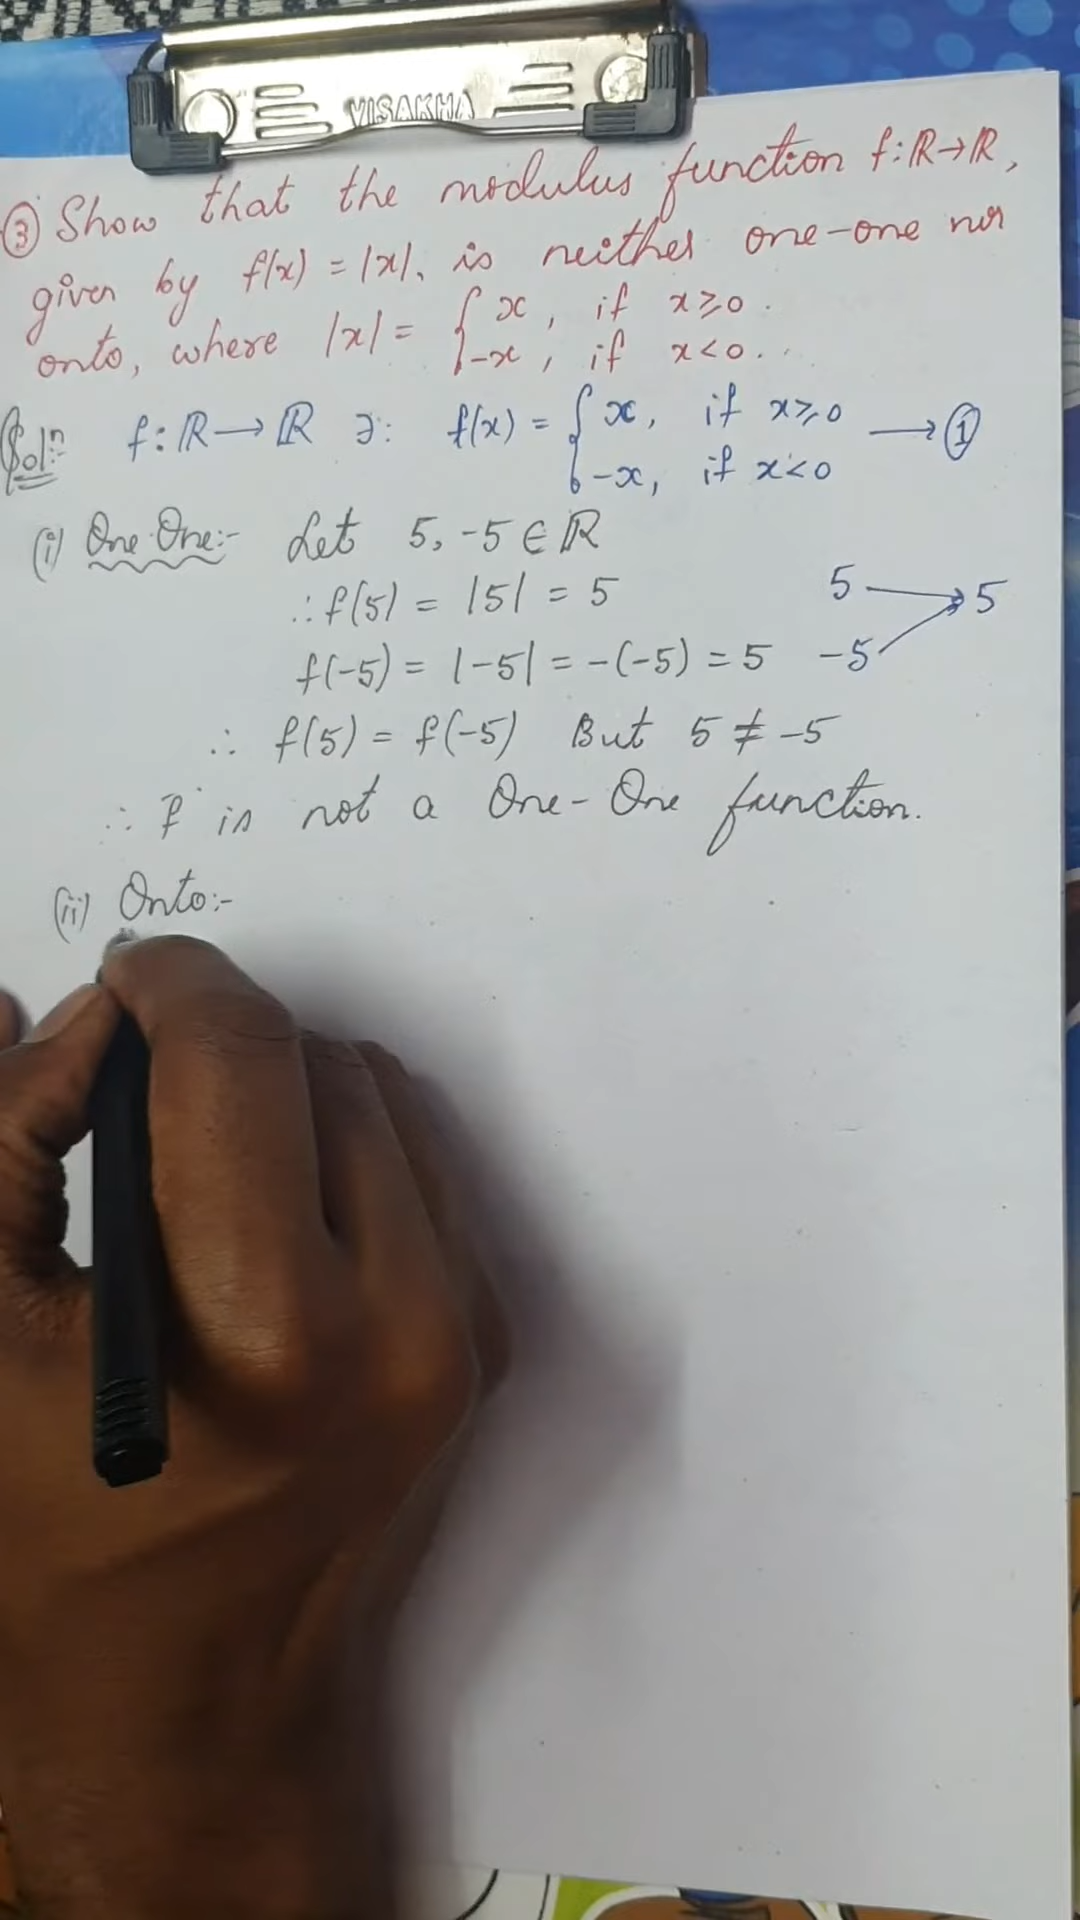 VISAKHA
③ Show that the modulus function f:ℝ→ℝ,
given by f(x) = |x|, is neither one-one nor
onto, where |x| = { x, if x≥0.
-x, if x<0.
Solⁿ:- f:ℝ→ℝ ∋: f(x) = { x, if x≥0 → ①
-x, if x<0
(i) One-One:- Let 5, -5 ∈ ℝ
∴ f(5) = |5| = 5
f(-5) = |-5| = -(-5) = 5
5 → 5
-5
∴ f(5) = f(-5) But 5 ≠ -5
∴ f is not a One-One function.
(ii) Onto:-